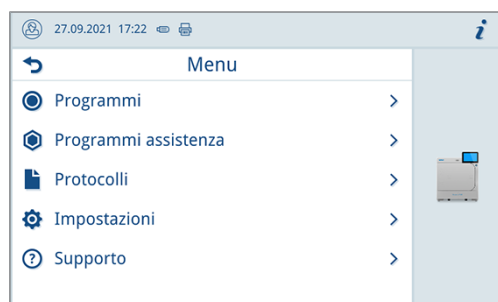 27.09.2021 17:22
Menu
Programmi
Programmi assistenza
Protocolli
Impostazioni
Supporto